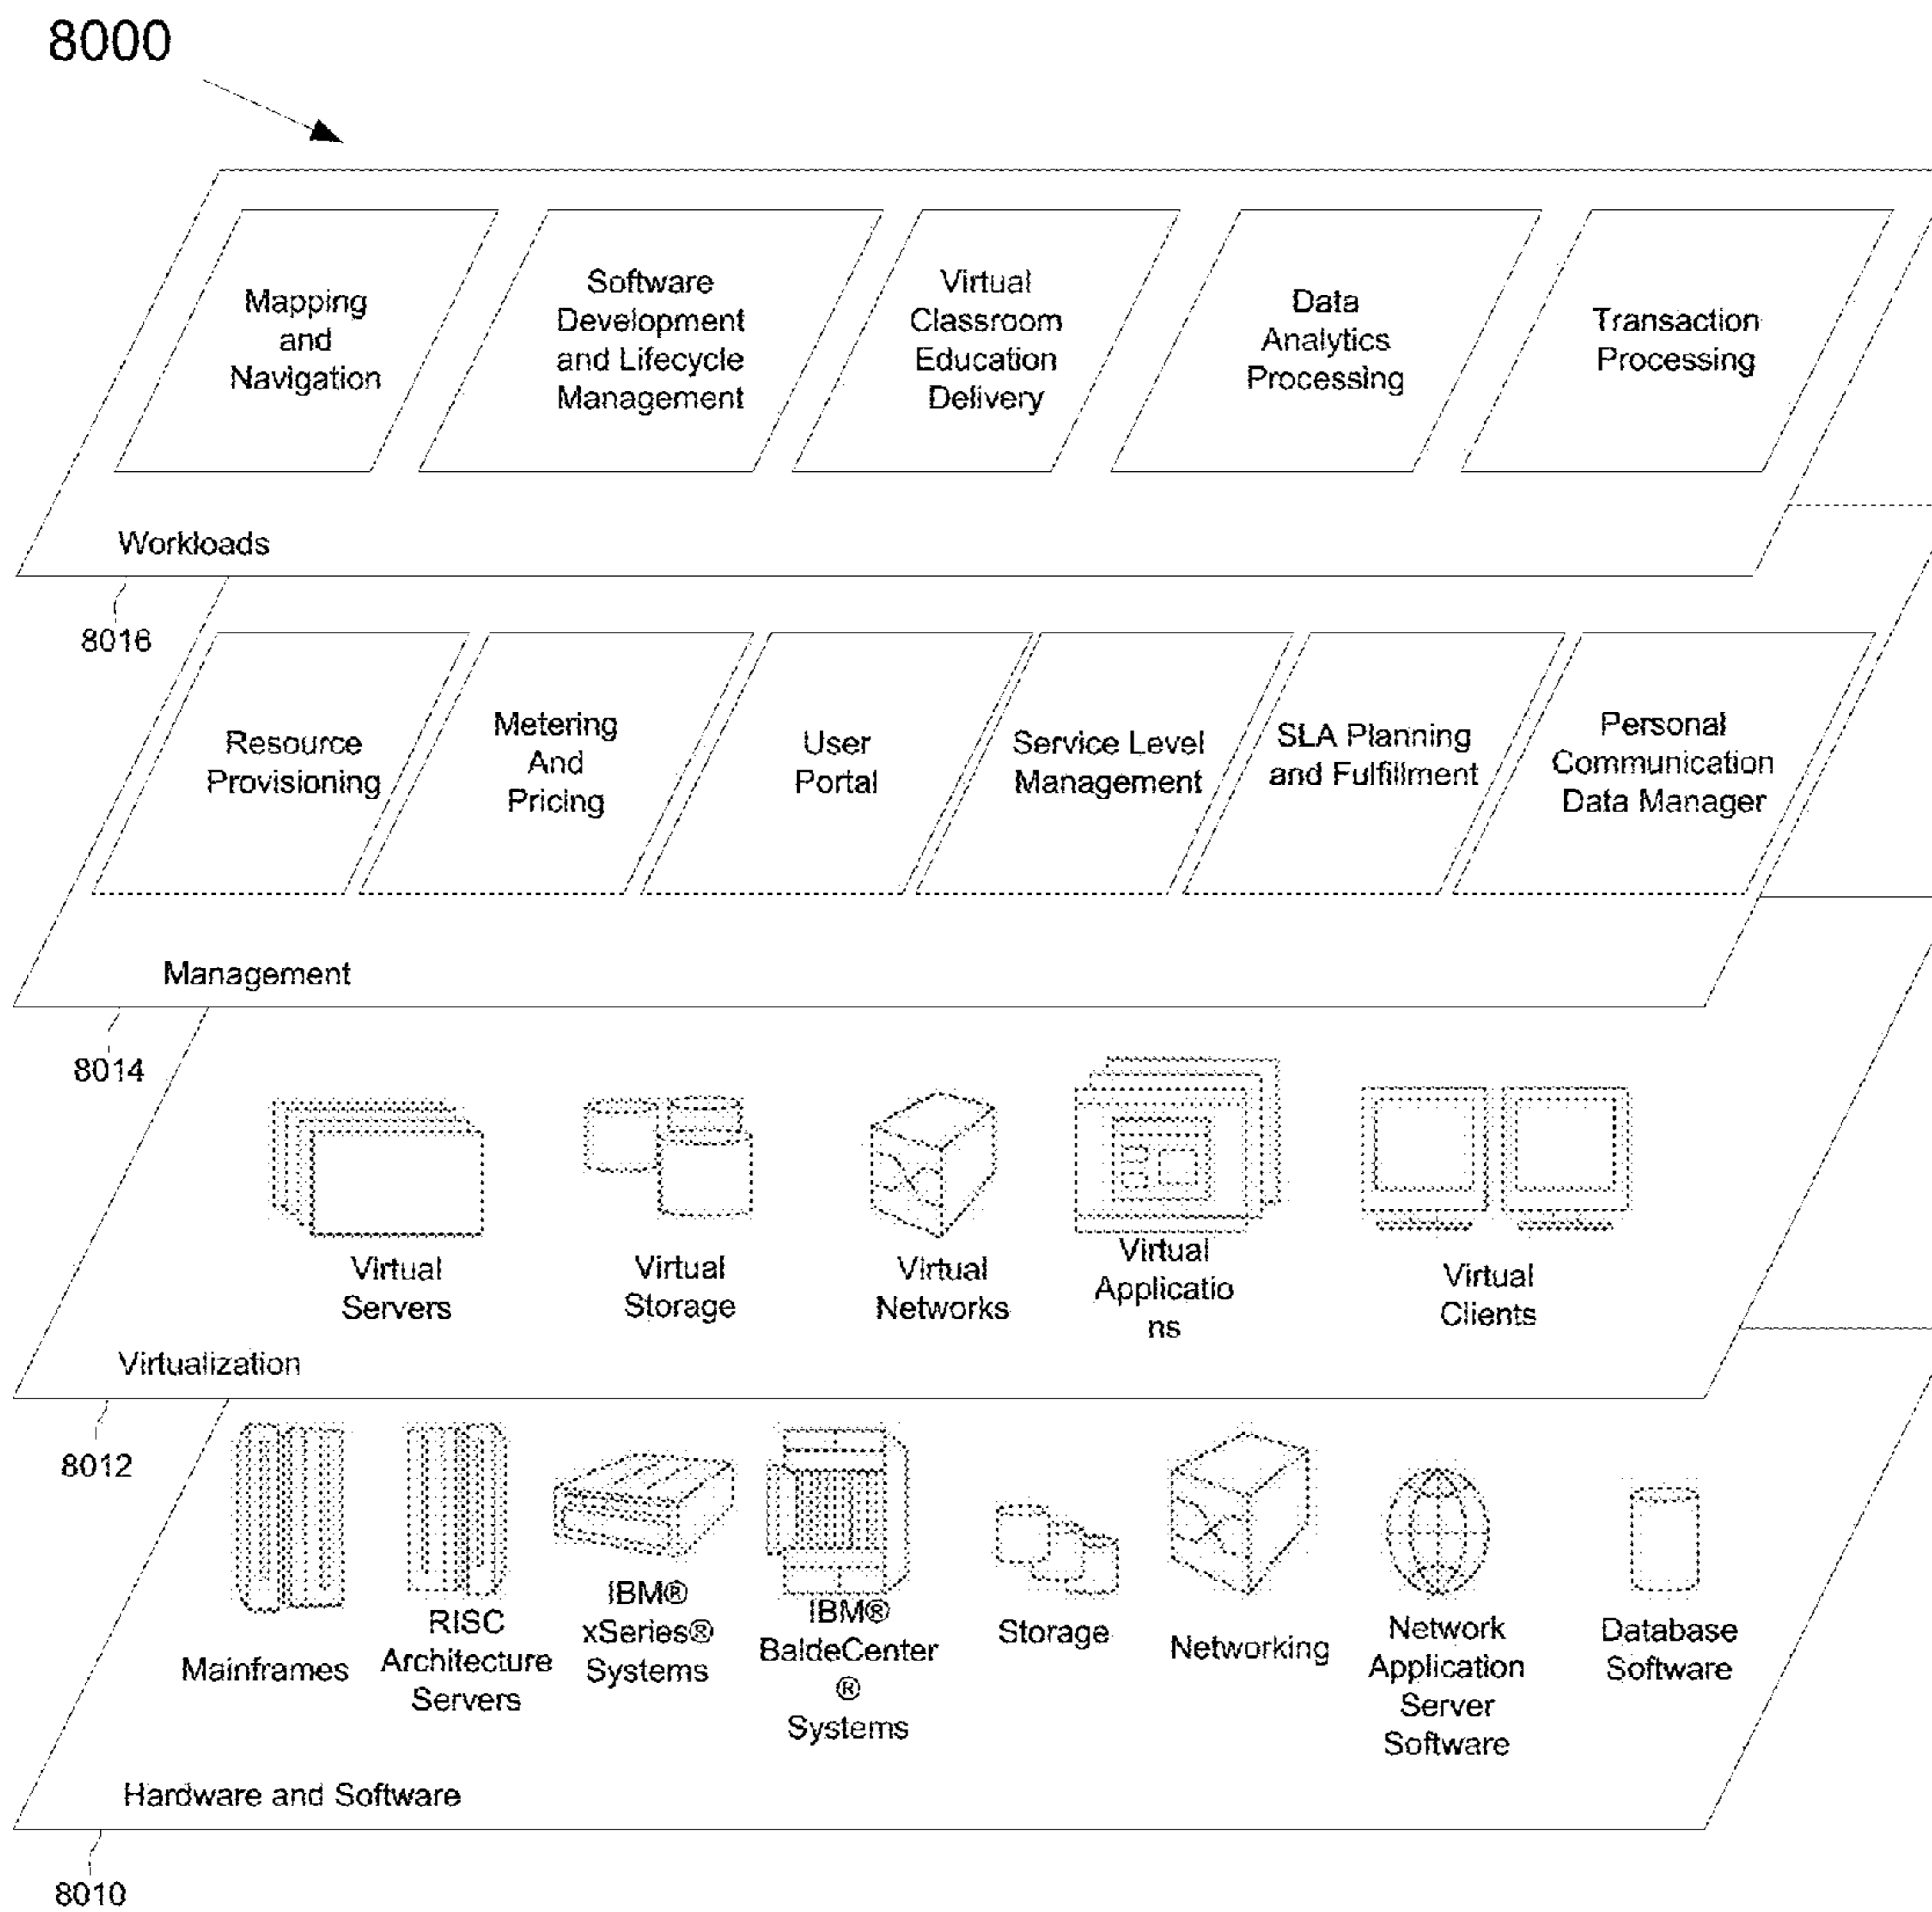 8000
Mapping
and
Navigation
Software
Development
and Lifecycle
Management
Virtual
Classroom
Education
Delivery
Data
Analytics
Processing
Transaction
Processing
Workloads
8016
Resource
Provisioning
Metering
And
Pricing
User
Portal
Service Level
Management
SLA Planning
and Fulfillment
Personal
Communication
Data Manager
Management
8014
Virtual
Servers
Virtual
Storage
Virtual
Networks
Virtual
Applicatio
ns
Virtual
Clients
Virtualization
8012
Mainframes
RISC
Architecture
Servers
IBM®
xSeries®
Systems
IBM®
BaldeCenter
®
Systems
Storage
Networking
Network
Application
Server
Software
Database
Software
Hardware and Software
8010